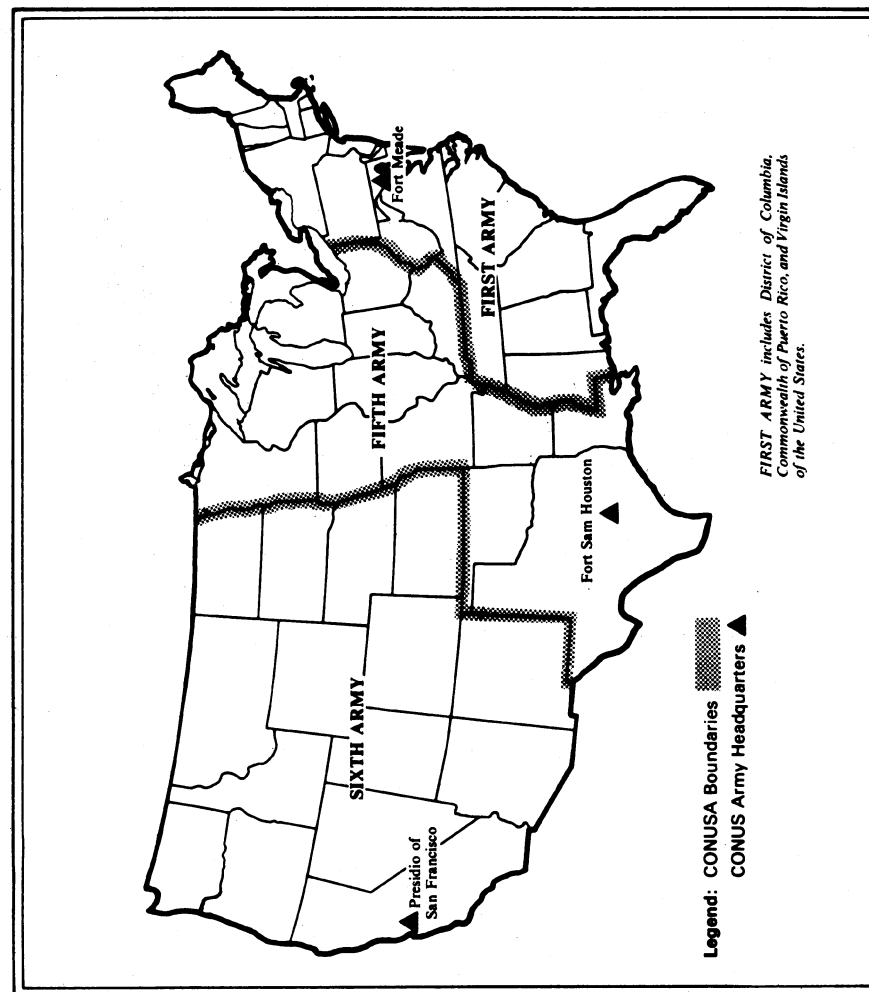 SIXTH ARMY
FIFTH ARMY
FIRST ARMY
Presidio of
San Francisco
Fort Sam Houston
Fort Meade
Legend: CONUSA Boundaries
CONUS Army Headquarters
FIRST ARMY includes District of Columbia,
Commonwealth of Puerto Rico, and Virgin Islands
of the United States.